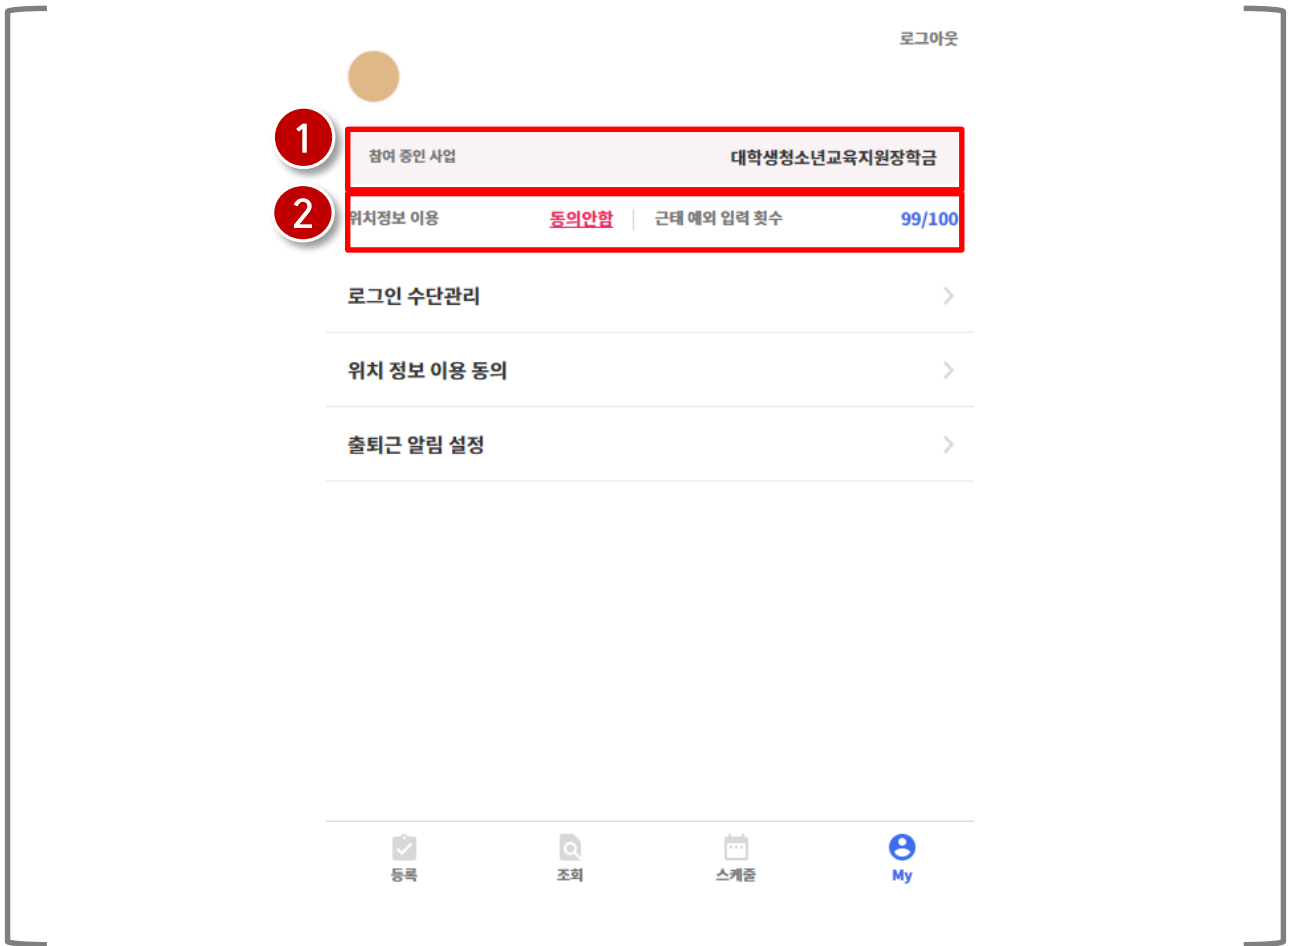 로그아웃
1
참여 중인 사업 대학생청소년교육지원장학금
2
위치정보 이용 동의안함 근태 예외 입력 횟수 99/100
로그인 수단관리
위치 정보 이용 동의
출퇴근 알림 설정
등록 조회 스케줄 My